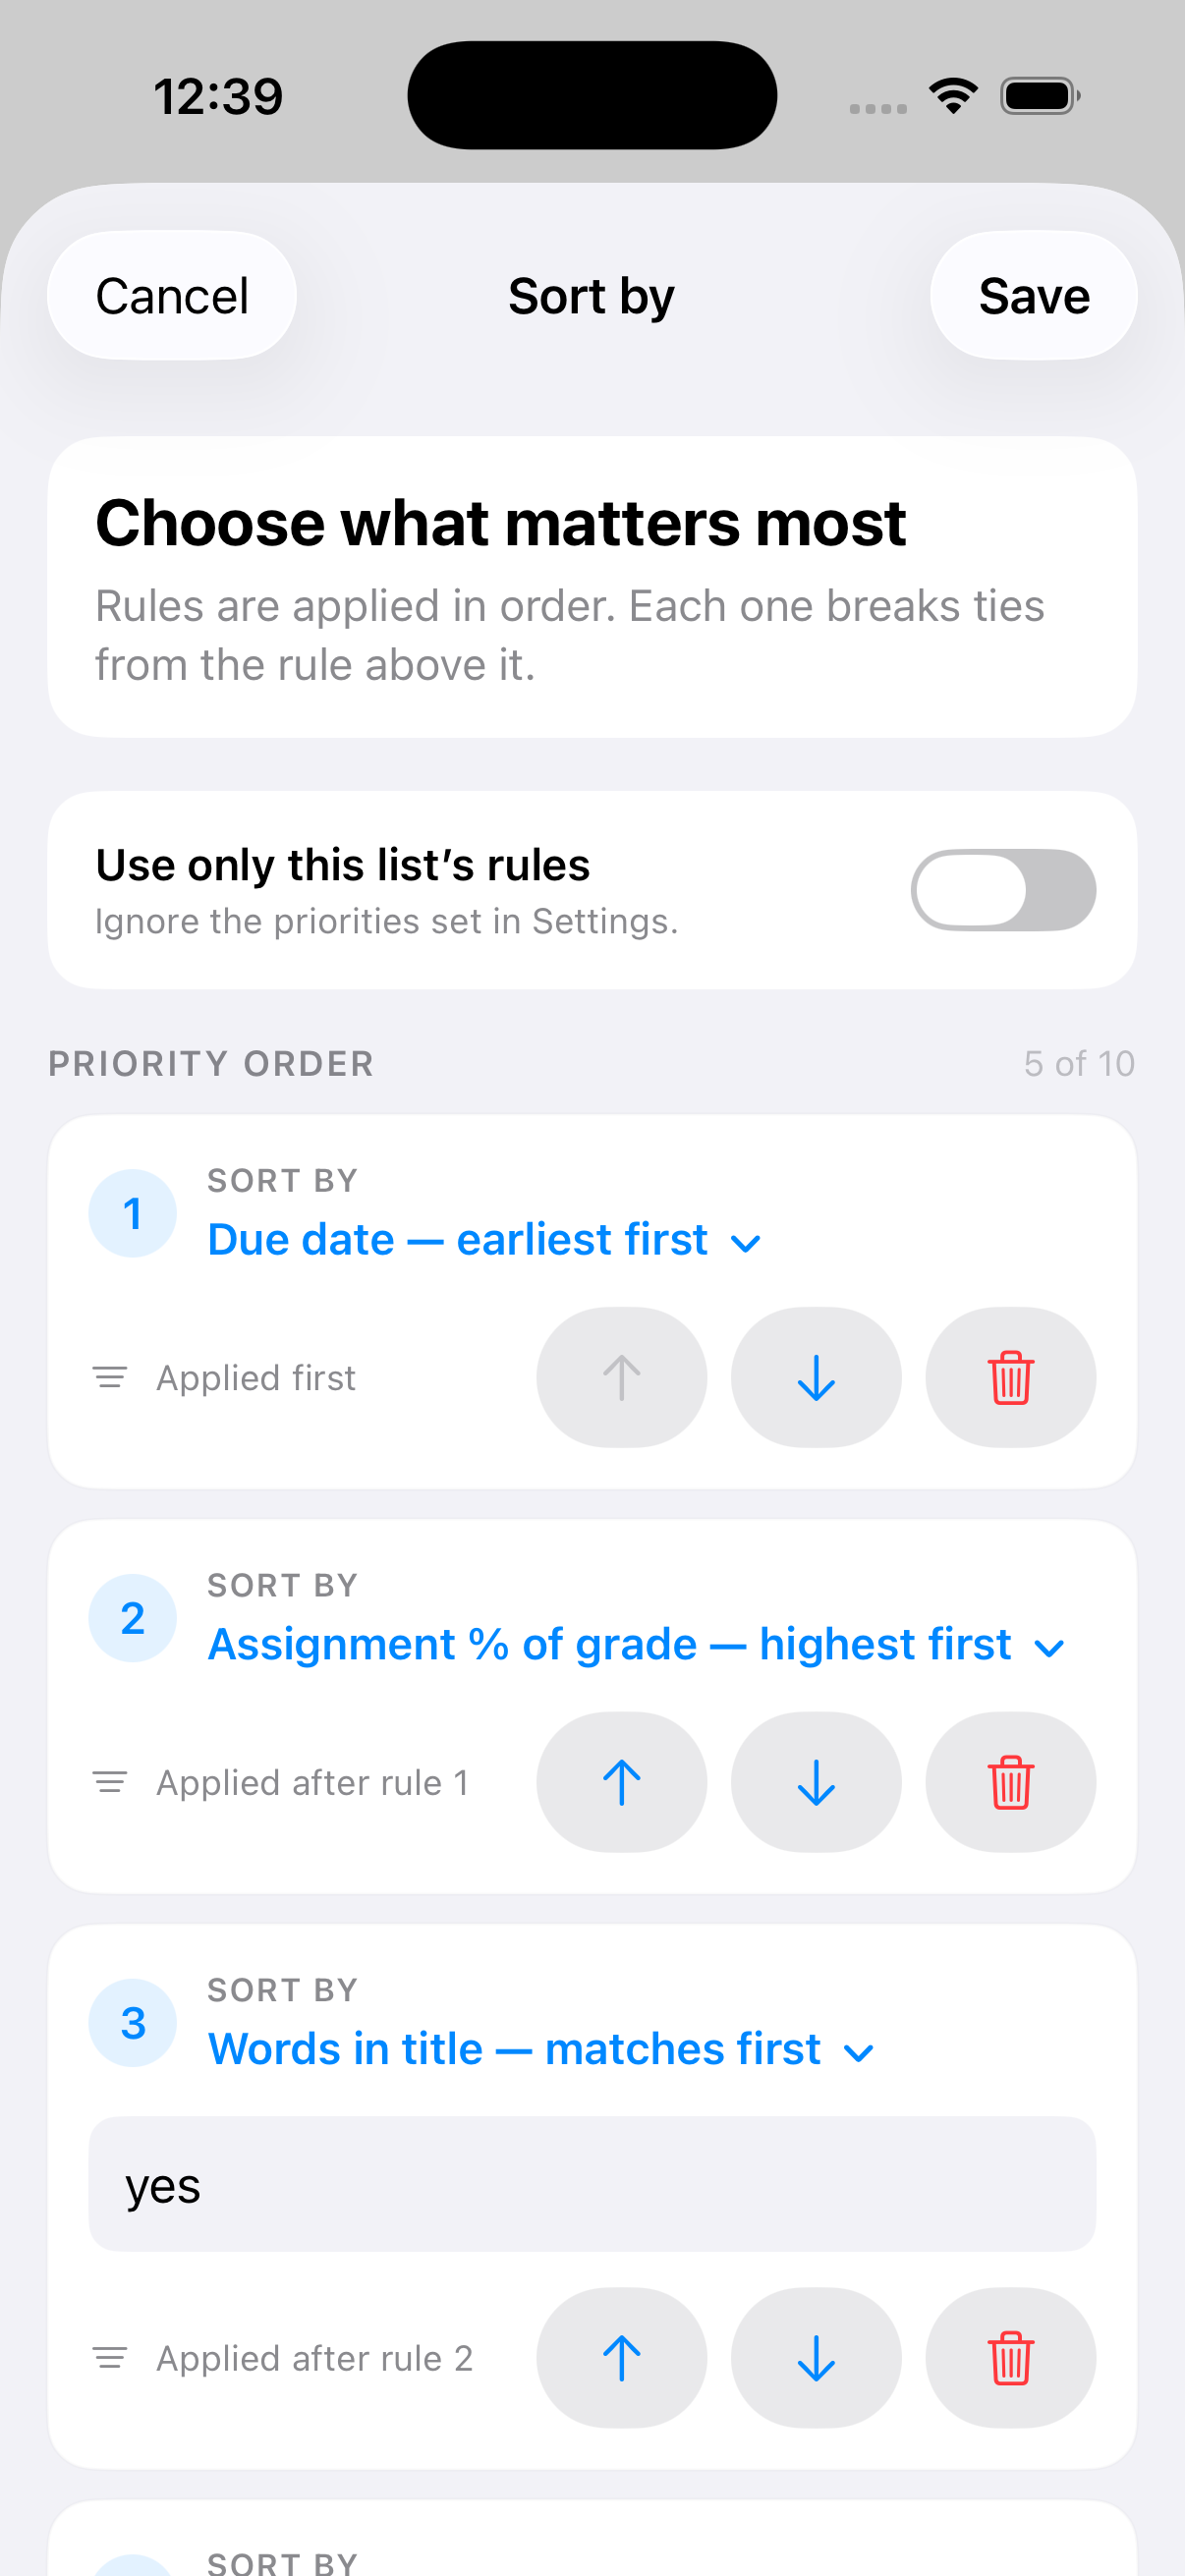 12:39
Cancel
Sort by
Save
Choose what matters most
Rules are applied in order. Each one breaks ties
from the rule above it.
Use only this list’s rules
Ignore the priorities set in Settings.
PRIORITY ORDER
5 of 10
1
SORT BY
Due date — earliest first
Applied first
2
SORT BY
Assignment % of grade — highest first
Applied after rule 1
3
SORT BY
Words in title — matches first
yes
Applied after rule 2
SORT BY